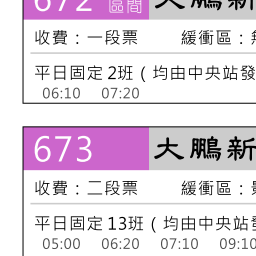 672 區間 大鵬新
收費：一段票 緩衝區：無
平日固定 2班 ( 均由中央站發
06:10 07:20
673 大鵬新
收費：二段票 緩衝區：
平日固定 13班 ( 均由中央站發
05:00 06:20 07:10 09:10